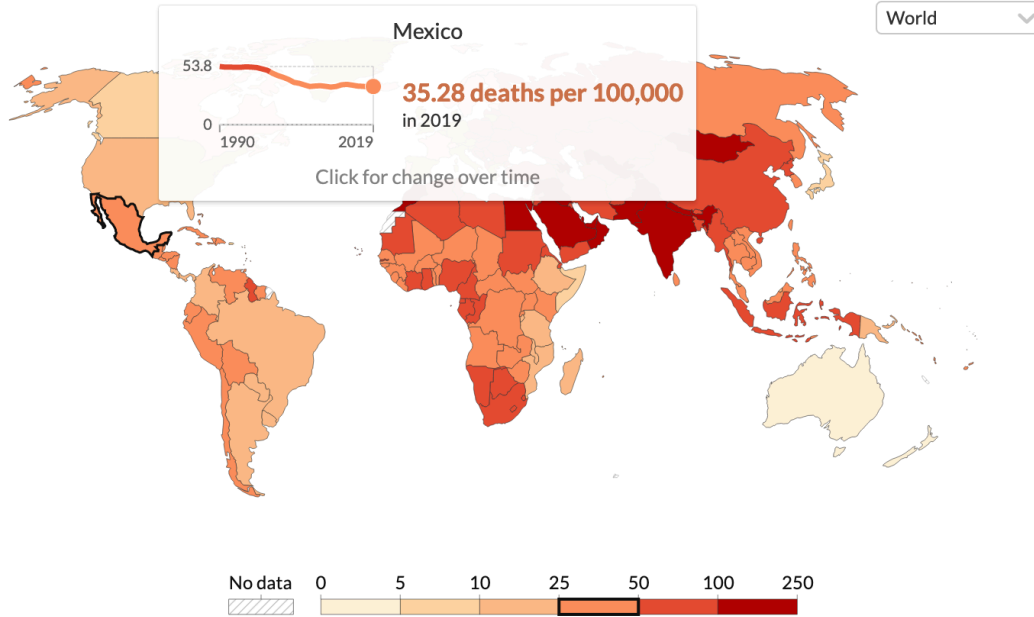 World
Mexico
53.8
0
1990
2019
35.28 deaths per 100,000
in 2019
Click for change over time
No data
0
5
10
25
50
100
250